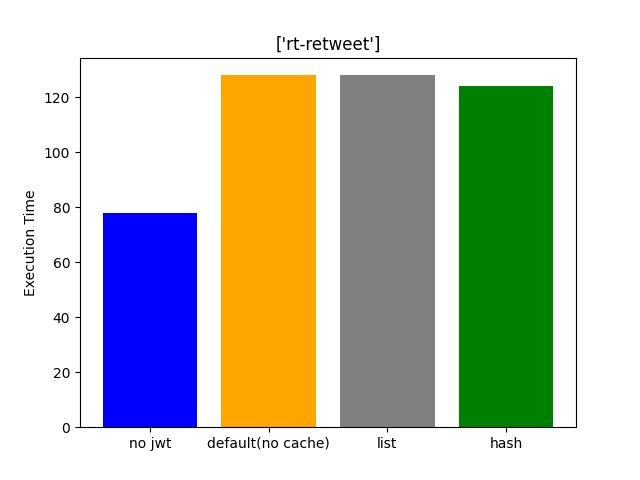 ['rt-retweet']
Execution Time
120
100
80
60
40
20
0
no jwt
default(no cache)
list
hash